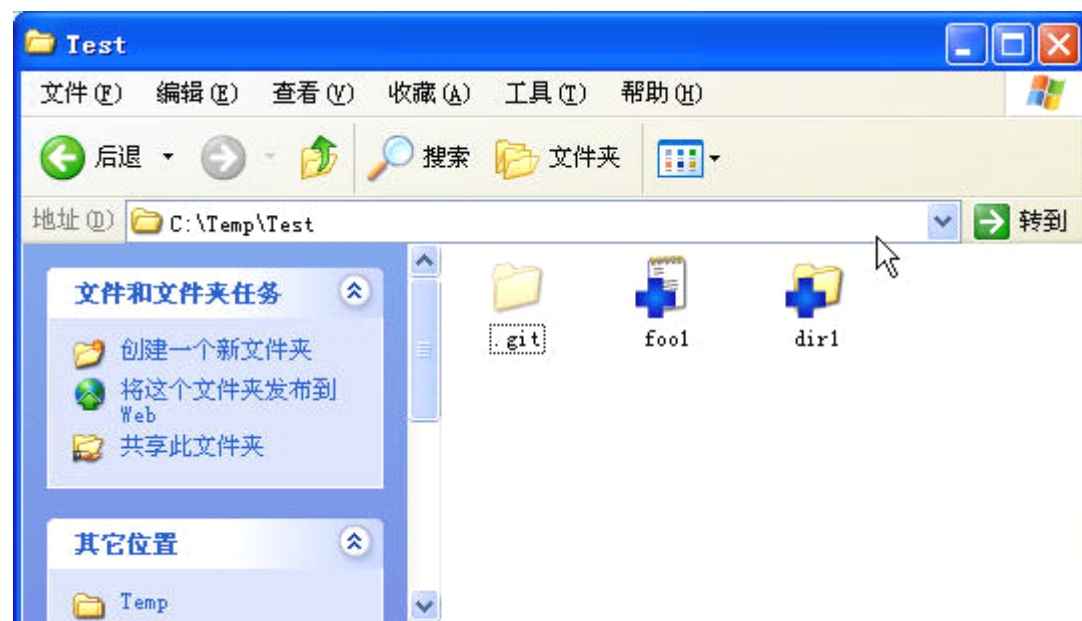 Test
文件(F) 编辑(E) 查看(V) 收藏(A) 工具(T) 帮助(H)
后退 搜索 文件夹
地址(D) C:\Temp\Test 转到
文件和文件夹任务
创建一个新文件夹
将这个文件夹发布到
Web
共享此文件夹
其它位置
Temp
.git foo1 dir1